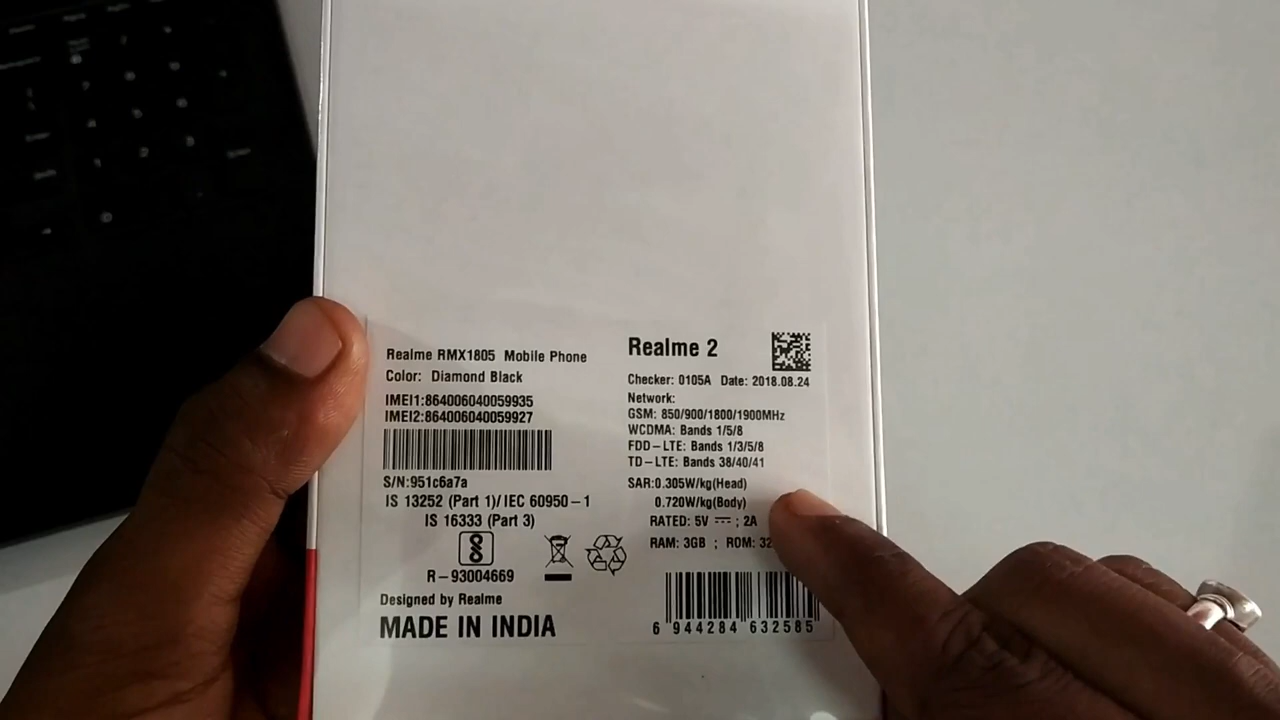 Realme RMX1805 Mobile Phone
Color: Diamond Black
IMEI1:864006040059935
IMEI2:864006040059927
S/N:951c6a7a
IS 13252 (Part 1)/IEC 60950-1
IS 16333 (Part 3)
R-93004669
Designed by Realme
MADE IN INDIA
Realme 2
Checker: 0105A Date: 2018.08.24
Network:
GSM: 850/900/1800/1900MHz
WCDMA: Bands 1/5/8
FDD-LTE: Bands 1/3/5/8
TD-LTE: Bands 38/40/41
SAR:0.305W/kg(Head)
0.720W/kg(Body)
RATED: 5V ⎓ ; 2A
RAM: 3GB ; ROM: 32
6 944284 632585